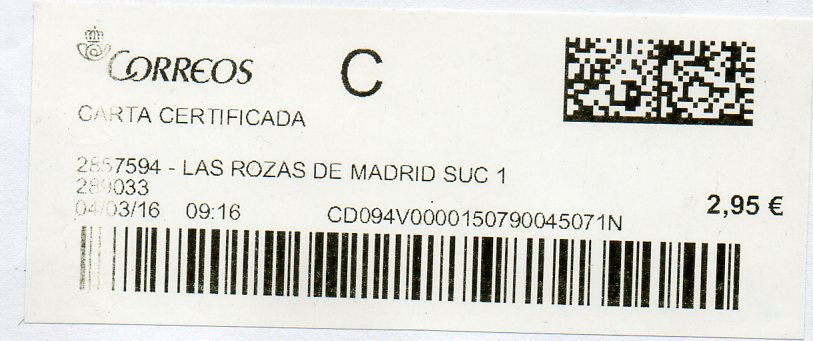 CORREOS
C
CARTA CERTIFICADA
2857594 - LAS ROZAS DE MADRID SUC 1
289033
04/03/16 09:16 CD094V0000150790045071N
2,95 €